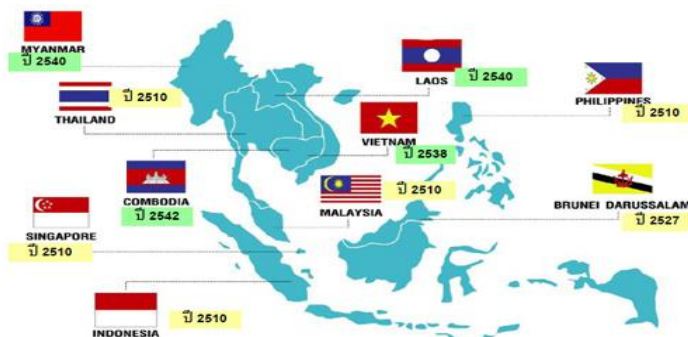 MYANMAR
ปี 2540
LAOS
ปี 2540
THAILAND
ปี 2510
PHILIPPINES
ปี 2510
VIETNAM
ปี 2538
CAMBODIA
ปี 2542
MALAYSIA
ปี 2510
BRUNEI DARUSSALAM
ปี 2527
SINGAPORE
ปี 2510
INDONESIA
ปี 2510